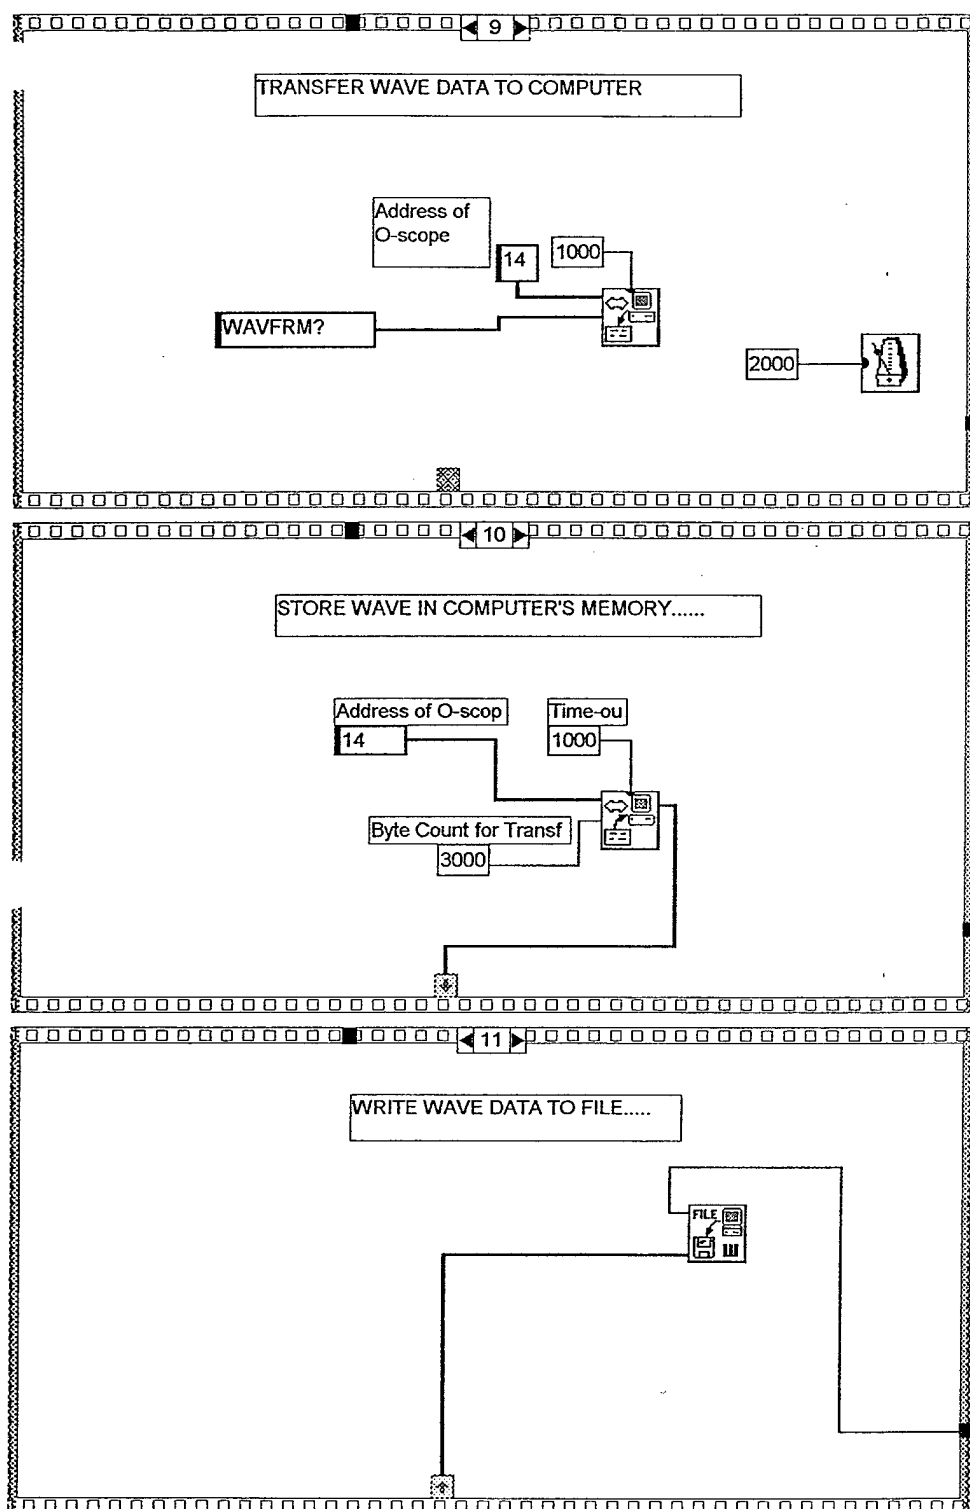 9
TRANSFER WAVE DATA TO COMPUTER
Address of
O-scope
14
1000
WAVFRM?
2000
10
STORE WAVE IN COMPUTER'S MEMORY......
Address of O-scop
Time-ou
14
1000
Byte Count for Transf
3000
11
WRITE WAVE DATA TO FILE.....
FILE